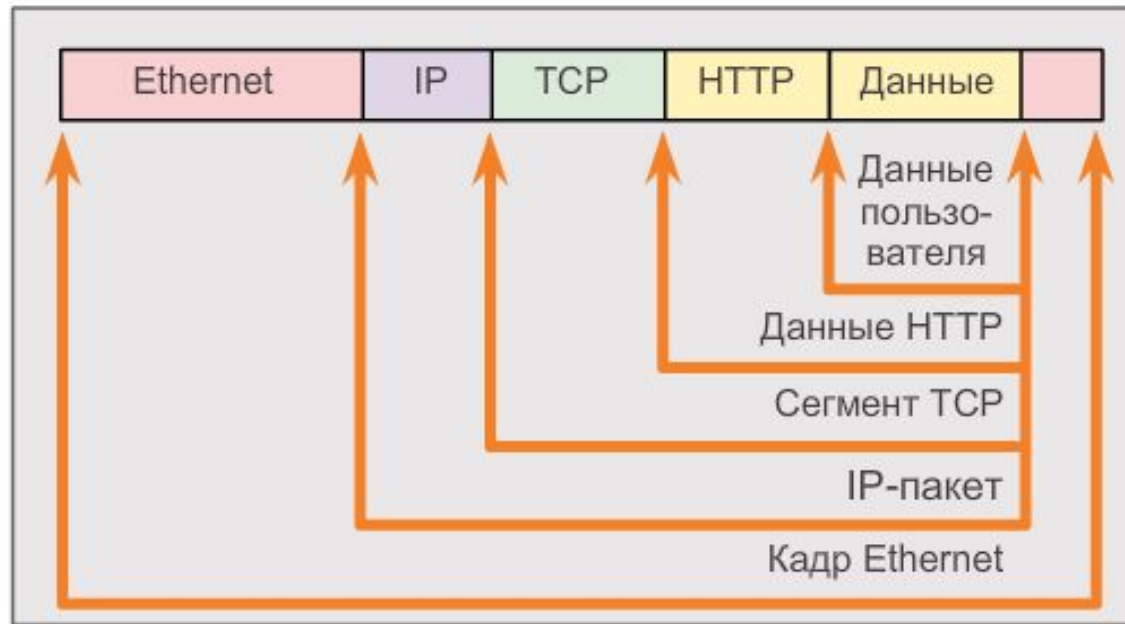 Ethernet IP TCP HTTP Данные
Данные
пользо-
вателя
Данные HTTP
Сегмент TCP
IP-пакет
Кадр Ethernet